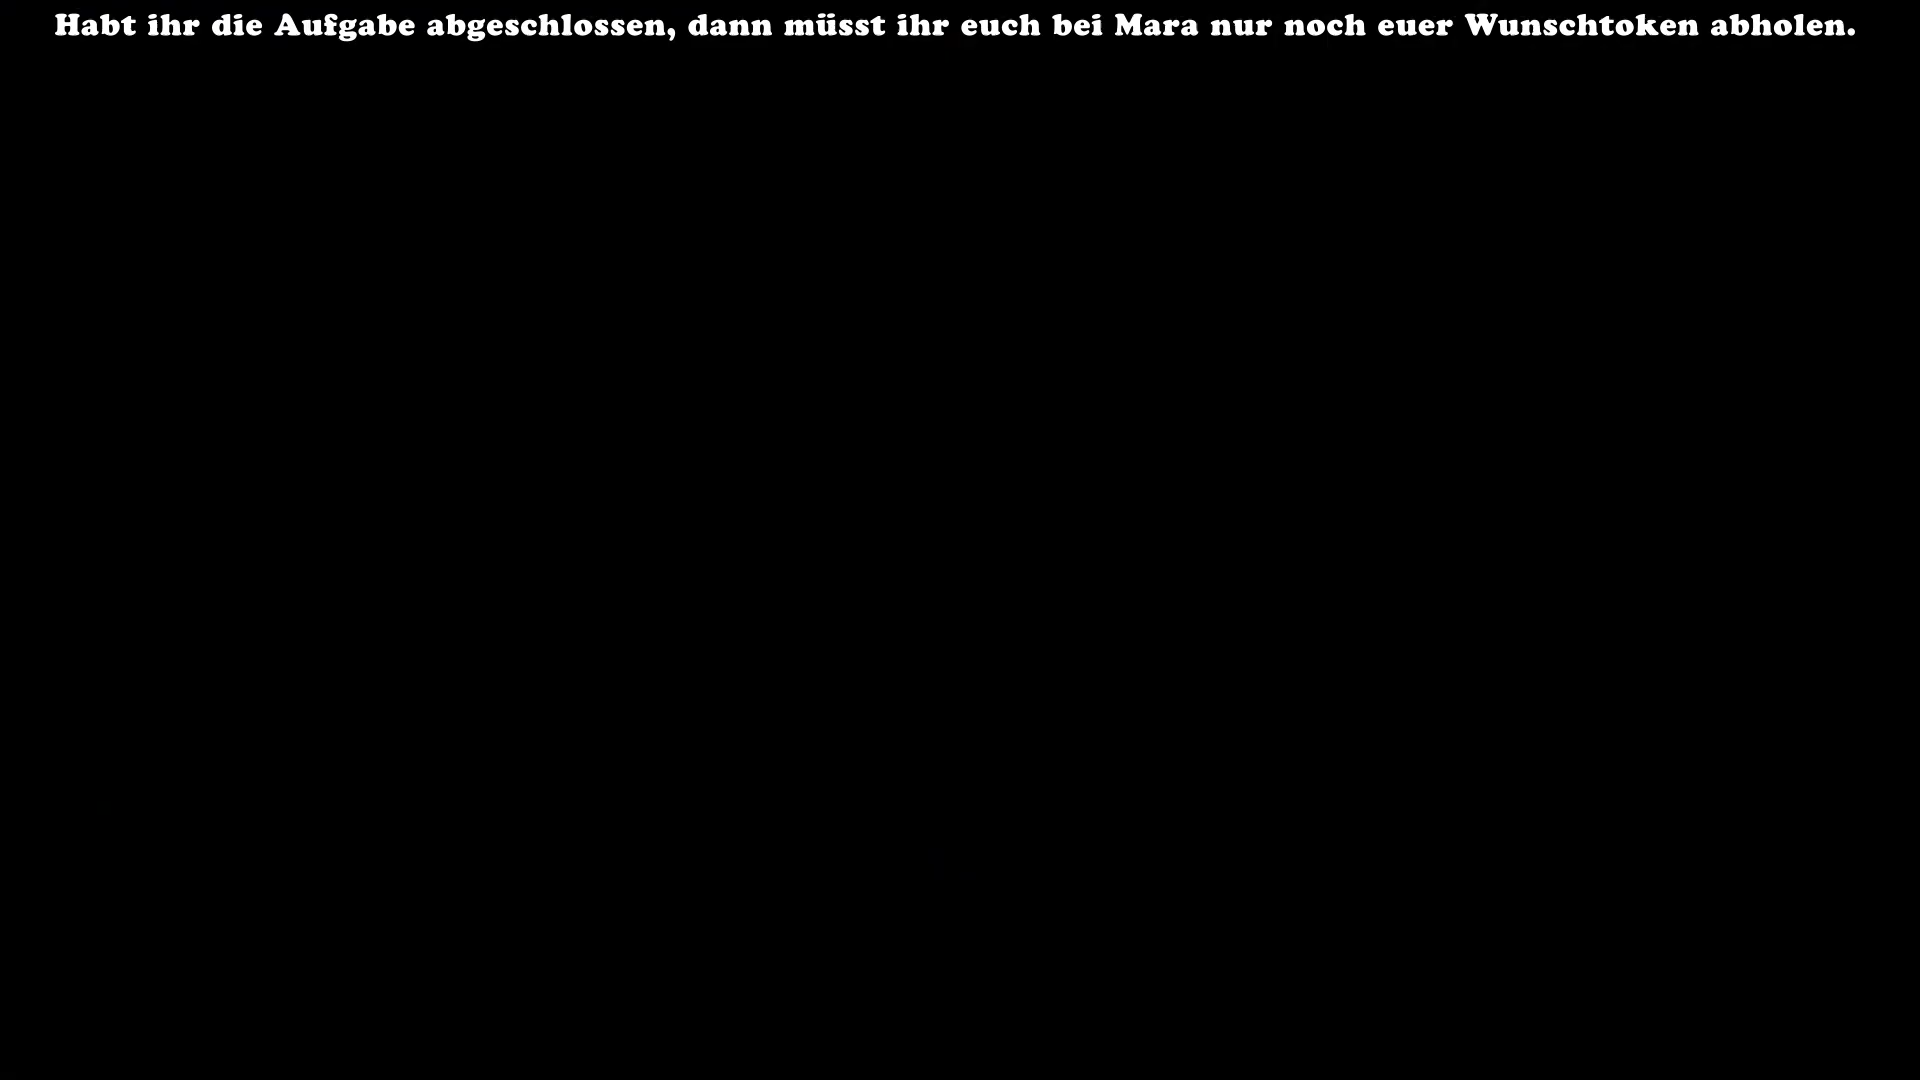 Habt ihr die Aufgabe abgeschlossen, dann müsst ihr euch bei Mara nur noch euer Wunschtoken abholen.